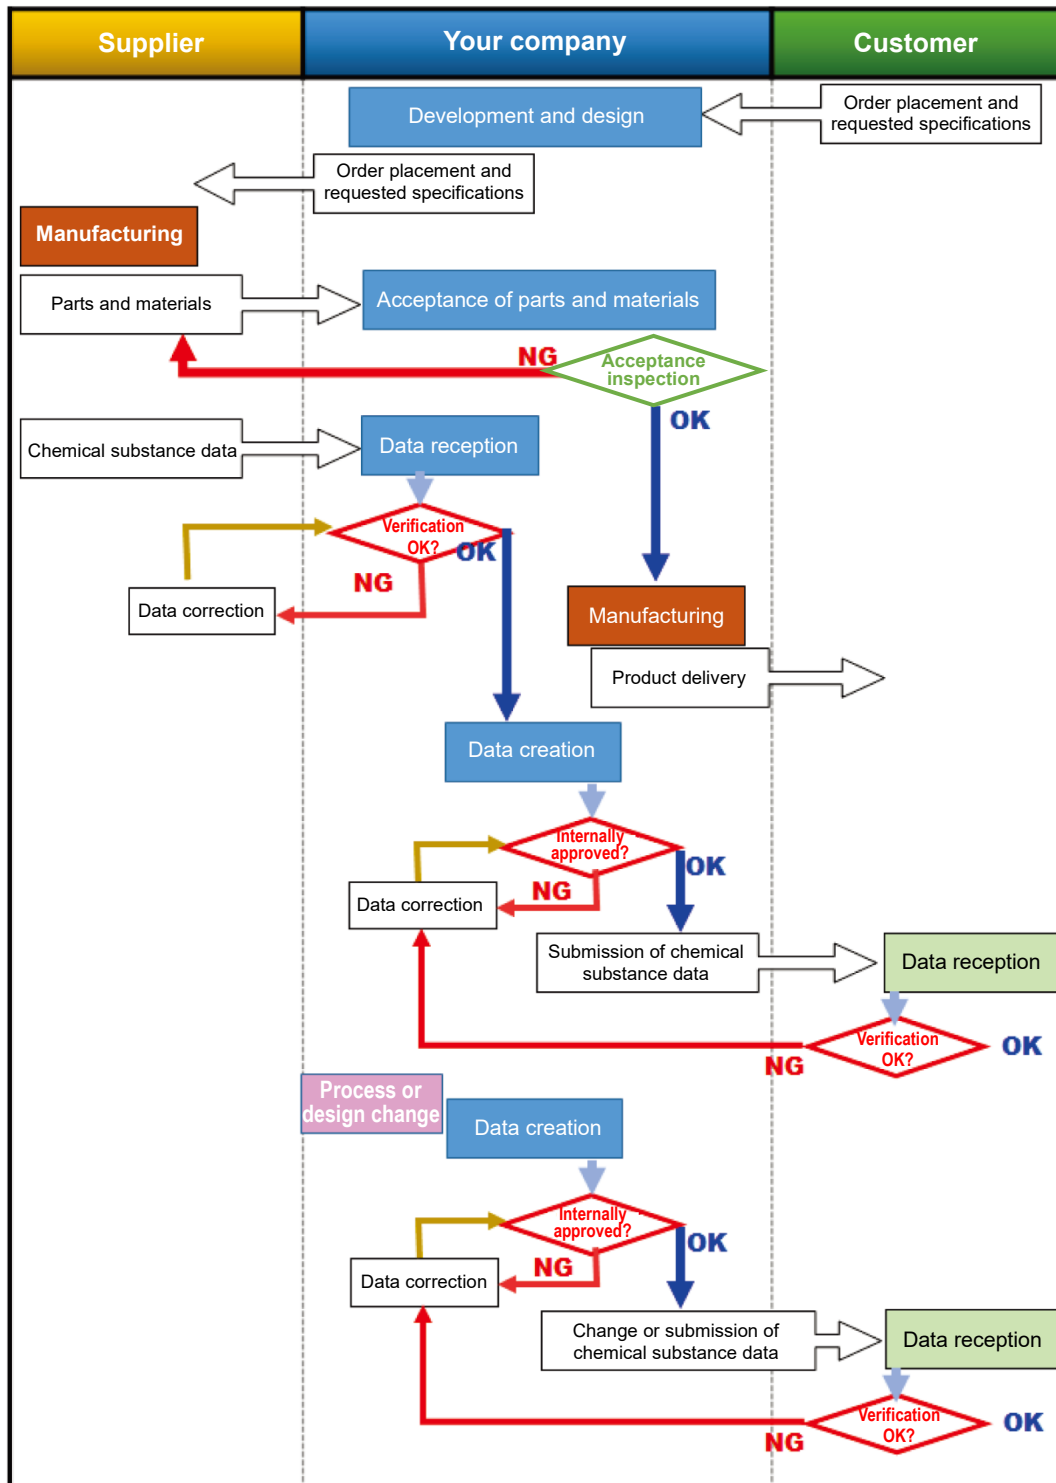 Supplier
Your company
Customer
Development and design
Order placement and
requested specifications
Order placement and
requested specifications
Manufacturing
Parts and materials
Acceptance of parts and materials
NG
Acceptance
inspection
OK
Chemical substance data
Data reception
Verification
OK?
OK
NG
Data correction
Manufacturing
Product delivery
Data creation
Internally
approved?
OK
NG
Data correction
Submission of chemical
substance data
Data reception
Verification
OK?
OK
NG
Process or
design change
Data creation
Internally
approved?
OK
NG
Data correction
Change or submission of
chemical substance data
Data reception
Verification
OK?
OK
NG